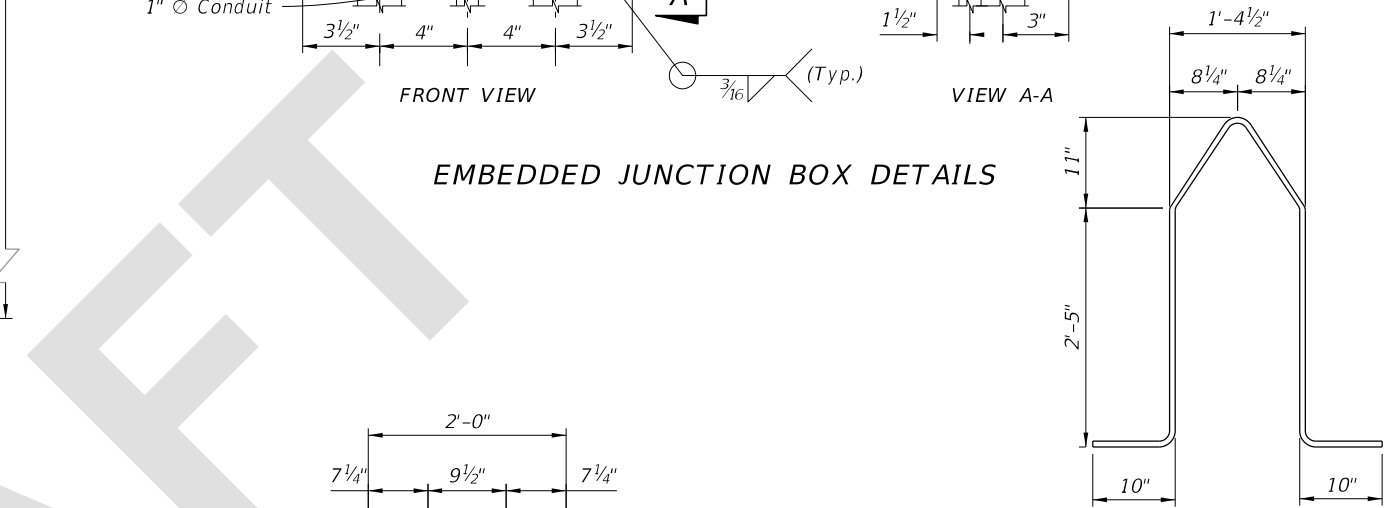 1" ∅ Conduit
A
3½" 4" 4" 3½"
1½" 3"
1'-4½"
8¼" 8¼"
3/16 (Typ.)
FRONT VIEW
VIEW A-A
11"
EMBEDDED JUNCTION BOX DETAILS
2'-5"
2'-0"
7¼" 9½" 7¼"
10" 10"
FT